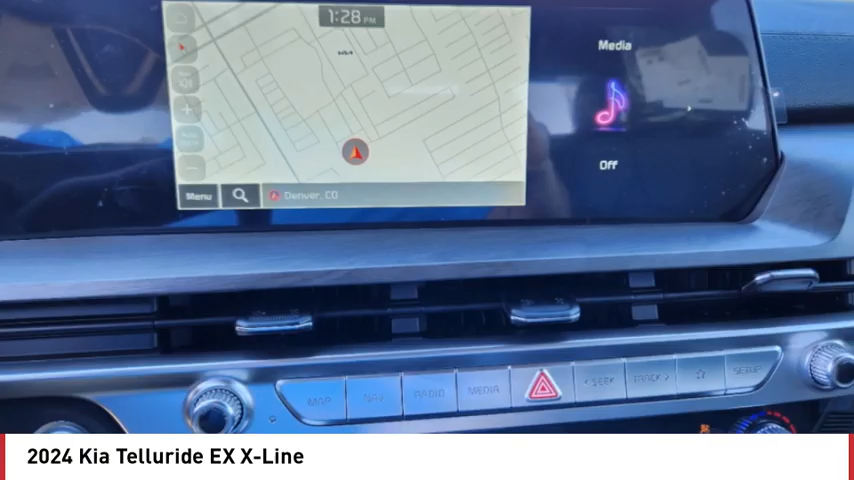 1:28 PM
Media
Off
Menu
Denver, CO
MAP NAV RADIO MEDIA < SEEK TRACK > SETUP
2024 Kia Telluride EX X-Line